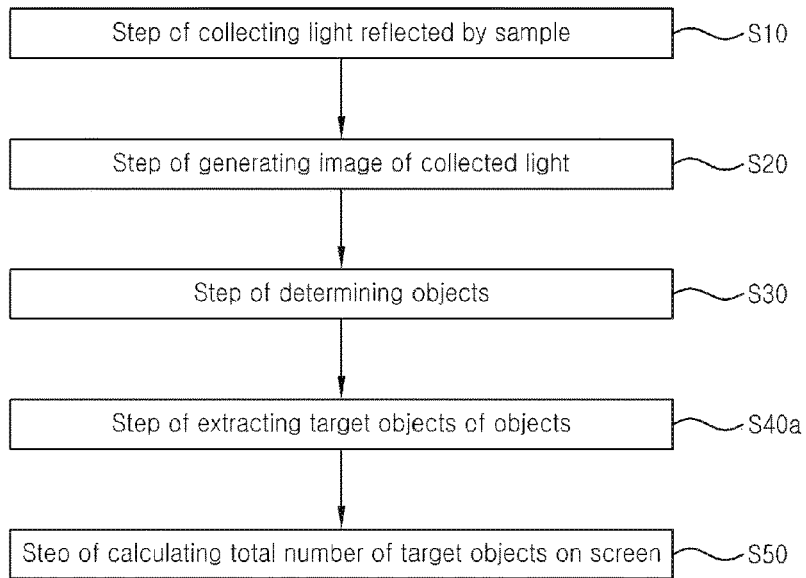 Step of collecting light reflected by sample S10
Step of generating image of collected light S20
Step of determining objects S30
Step of extracting target objects of objects S40a
Steo of calculating total number of target objects on screen S50